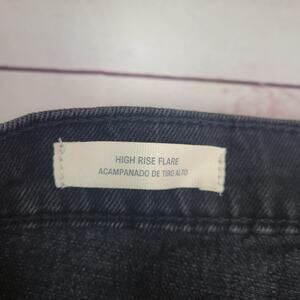 HIGH RISE FLARE
ACAMPANADO DE TIRO ALTO